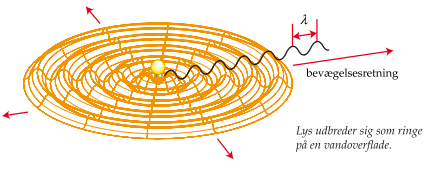 λ
bevægelsesretning
Lys udbreder sig som ringe
på en vandoverflade.